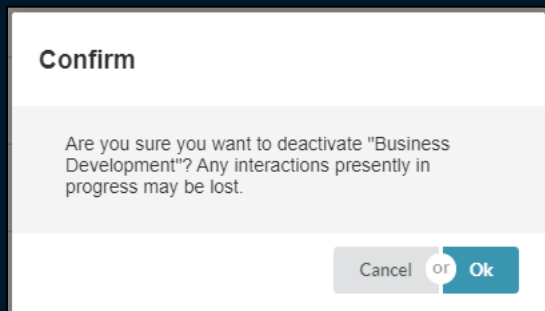 Confirm
Are you sure you want to deactivate "Business
Development"? Any interactions presently in
progress may be lost.
Cancel or Ok